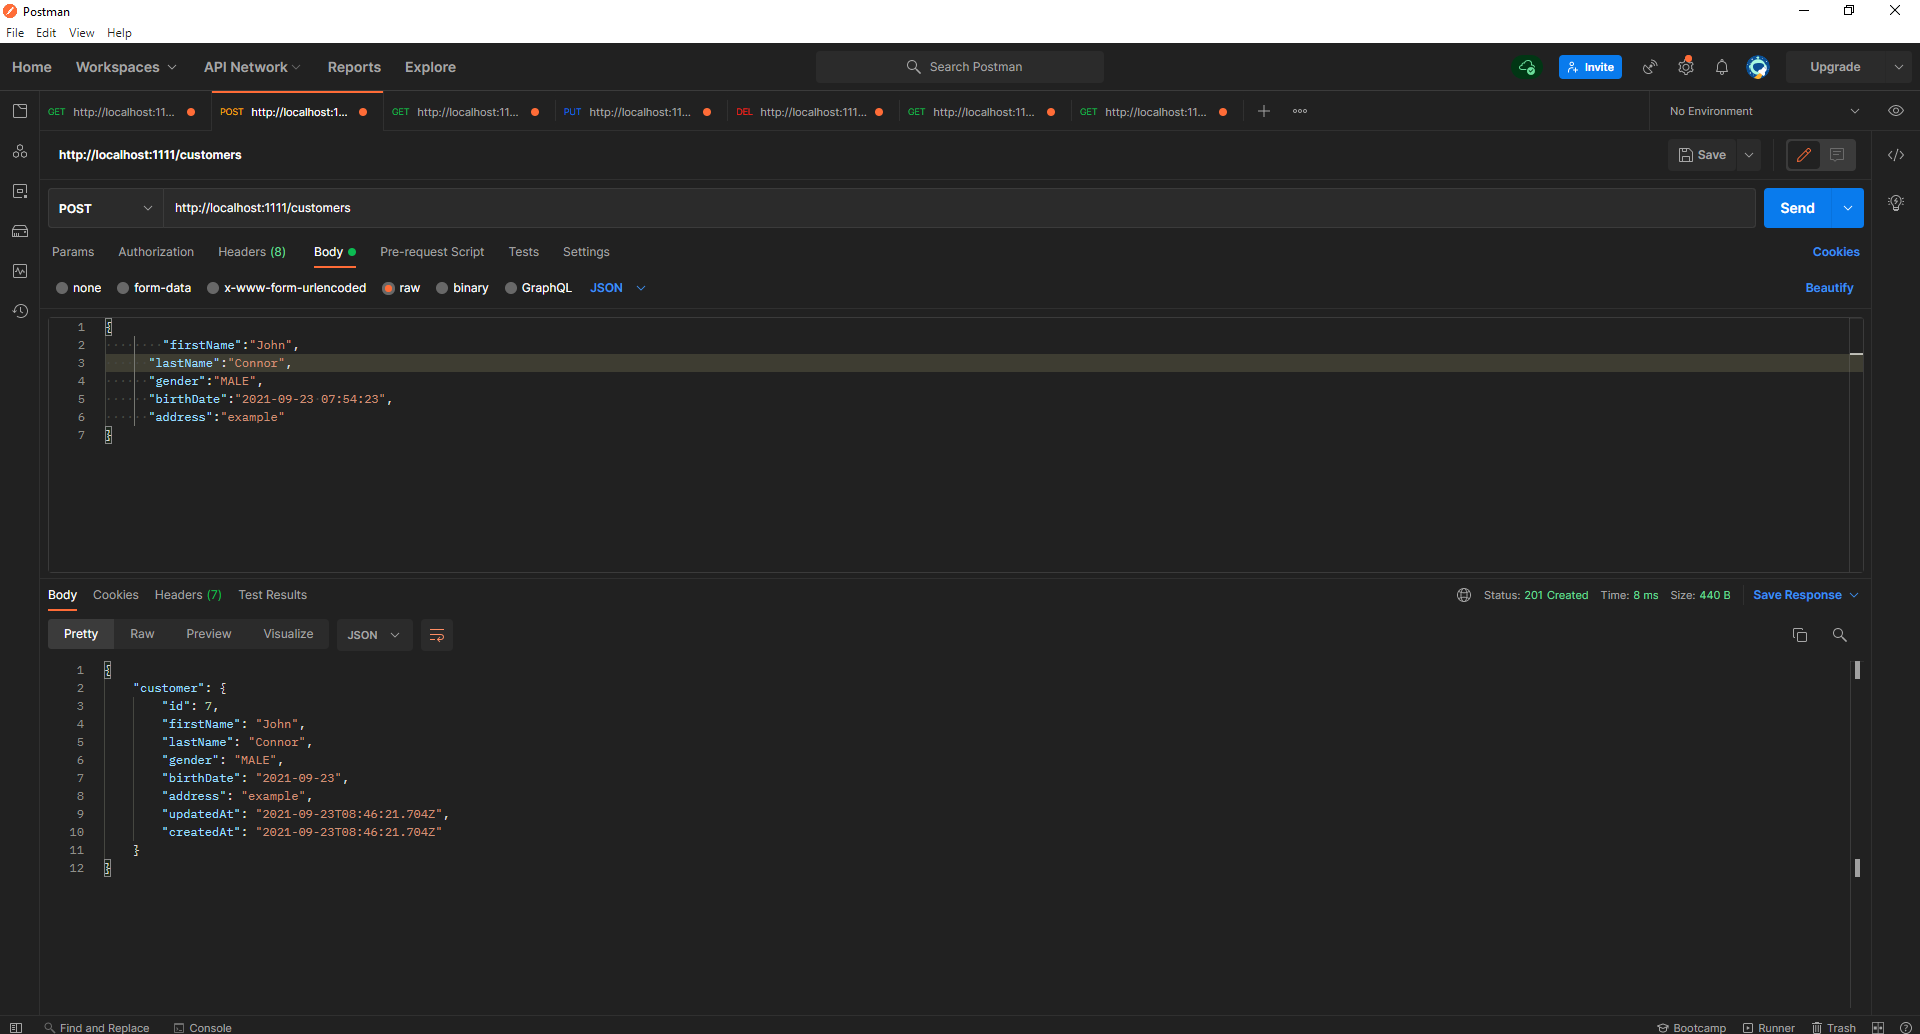 Postman
File Edit View Help
Home Workspaces API Network Reports Explore Search Postman Invite Upgrade
GET http://localhost:11... POST http://localhost:1... GET http://localhost:11... PUT http://localhost:11... DEL http://localhost:111... GET http://localhost:11... GET http://localhost:11... No Environment
http://localhost:1111/customers Save
POST http://localhost:1111/customers Send
Params Authorization Headers (8) Body Pre-request Script Tests Settings Cookies
none form-data x-www-form-urlencoded raw binary GraphQL JSON Beautify
1 {
2 "firstName":"John",
3 "lastName":"Connor",
4 "gender":"MALE",
5 "birthDate":"2021-09-23 07:54:23",
6 "address":"example"
7 }
Body Cookies Headers (7) Test Results Status: 201 Created Time: 8 ms Size: 440 B Save Response
Pretty Raw Preview Visualize JSON
1 {
2 "customer": {
3 "id": 7,
4 "firstName": "John",
5 "lastName": "Connor",
6 "gender": "MALE",
7 "birthDate": "2021-09-23",
8 "address": "example",
9 "updatedAt": "2021-09-23T08:46:21.704Z",
10 "createdAt": "2021-09-23T08:46:21.704Z"
11 }
12 }
Find and Replace Console Bootcamp Runner Trash